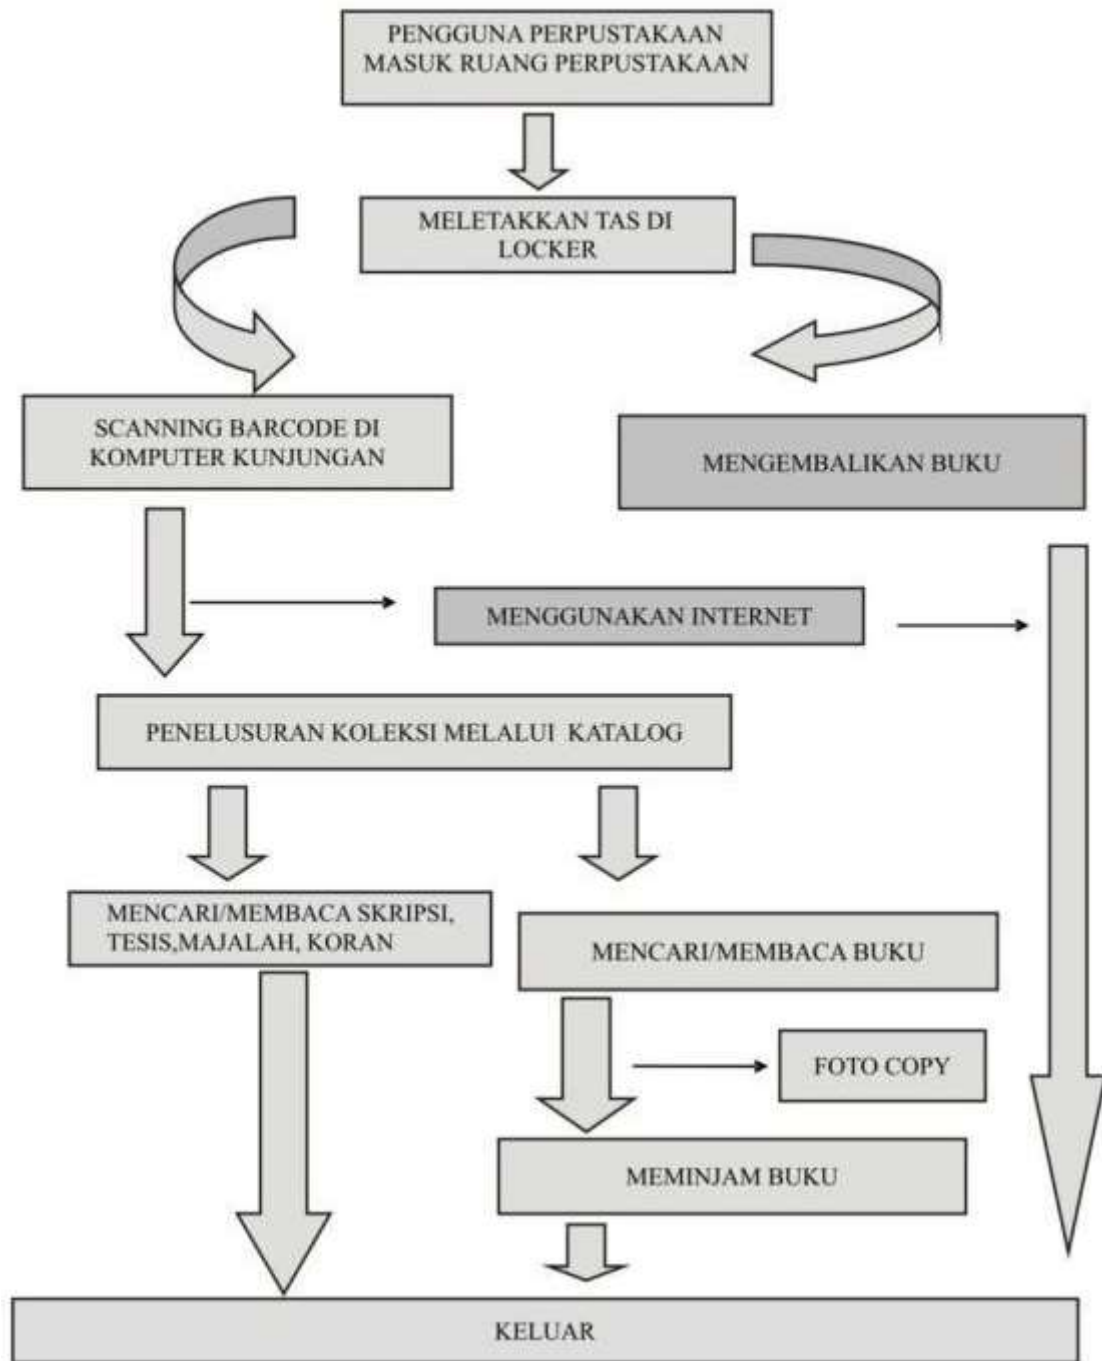 PENGGUNA PERPUSTAKAAN
MASUK RUANG PERPUSTAKAAN
MELETAKKAN TAS DI
LOCKER
SCANNING BARCODE DI
KOMPUTER KUNJUNGAN
MENGEMBALIKAN BUKU
MENGGUNAKAN INTERNET
PENELUSURAN KOLEKSI MELALUI KATALOG
MENCARI/MEMBACA SKRIPSI,
TESIS,MAJALAH, KORAN
MENCARI/MEMBACA BUKU
FOTO COPY
MEMINJAM BUKU
KELUAR